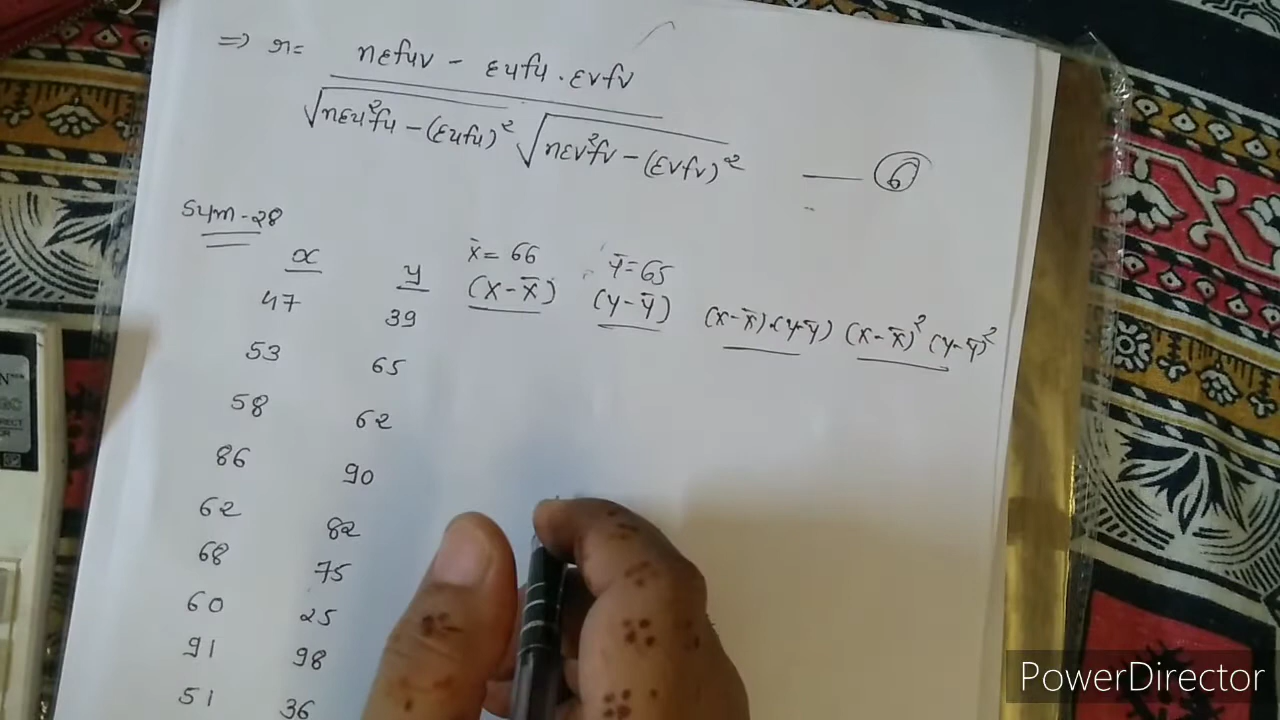 => r = nΣfuv - Σufu . Σvfv
√nΣu²fu - (Σufu)² √nΣv²fv - (Σvfv)² — 6
Sum-28
x y x̄ = 66 ȳ = 65
(x - x̄) (y - ȳ) (x - x̄).(y - ȳ) (x - x̄)² (y - ȳ)²
47 39
53 65
58 62
86 90
62 82
68 75
60 25
91 98
51 36
PowerDirector